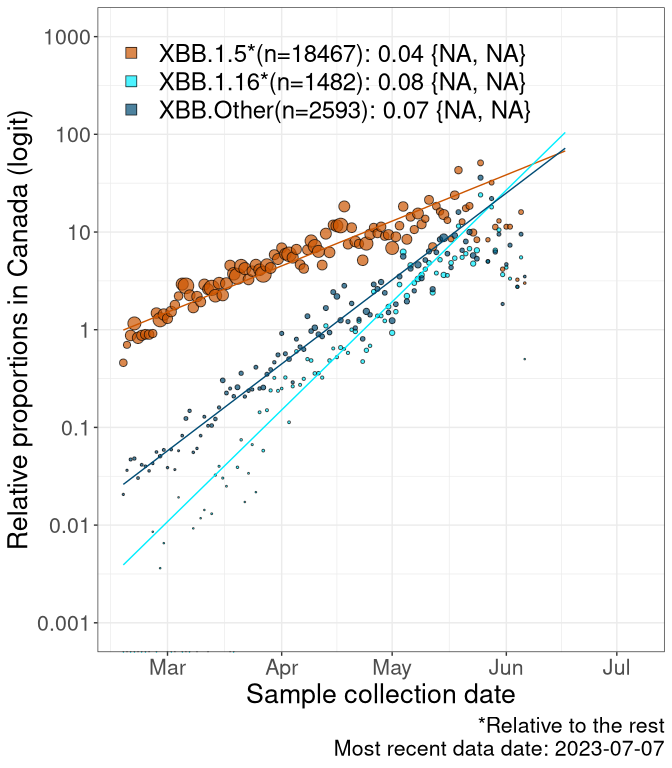 1000
100
10
1
0.1
0.01
0.001
Relative proportions in Canada (logit)
XBB.1.5*(n=18467): 0.04 {NA, NA}
XBB.1.16*(n=1482): 0.08 {NA, NA}
XBB.Other(n=2593): 0.07 {NA, NA}
Mar Apr May Jun Jul
Sample collection date
*Relative to the rest
Most recent data date: 2023-07-07